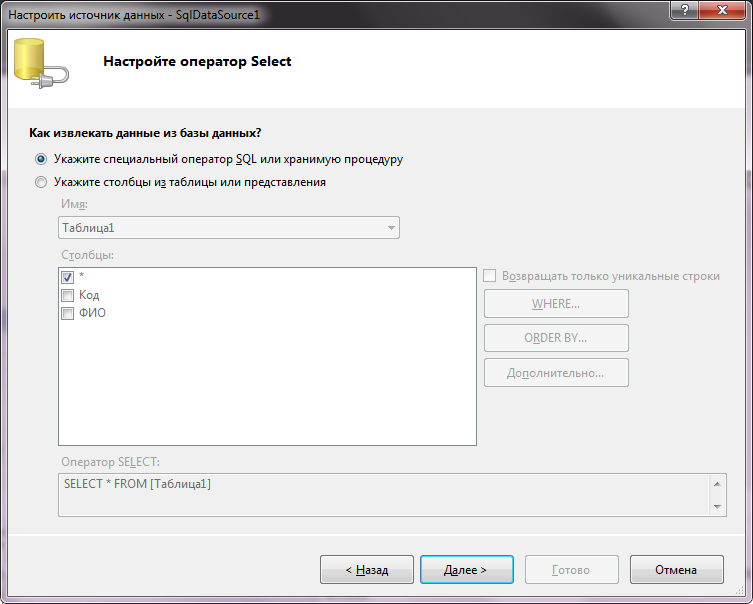 Настроить источник данных - SqlDataSource1
?
Настройте оператор Select
Как извлекать данные из базы данных?
Укажите специальный оператор SQL или хранимую процедуру
Укажите столбцы из таблицы или представления
Имя:
Таблица1
Столбцы:
*
Код
ФИО
Возвращать только уникальные строки
WHERE...
ORDER BY...
Дополнительно...
Оператор SELECT:
SELECT * FROM [Таблица1]
< Назад
Далее >
Готово
Отмена